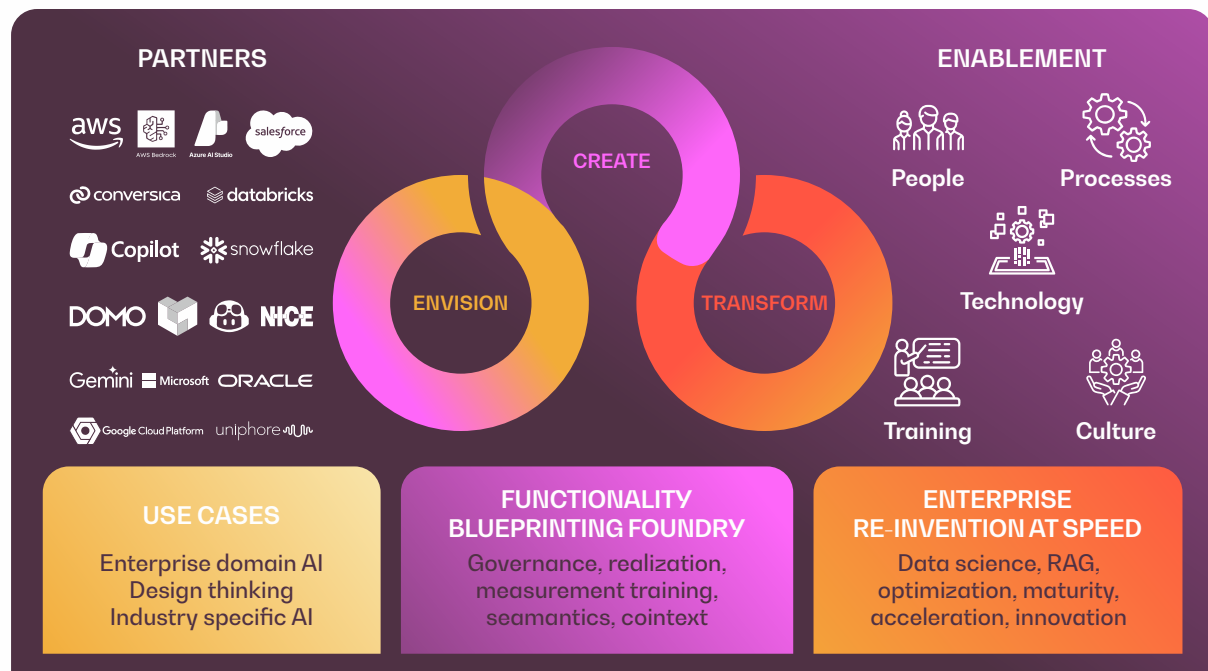 PARTNERS
aws
AWS Bedrock
Azure AI Studio
salesforce
conversica
databricks
Copilot
snowflake
DOMO
NICE
Gemini
Microsoft
ORACLE
Google Cloud Platform
uniphore
CREATE
ENVISION
TRANSFORM
ENABLEMENT
People
Processes
Technology
Training
Culture
USE CASES
Enterprise domain AI
Design thinking
Industry specific AI
FUNCTIONALITY
BLUEPRINTING FOUNDRY
Governance, realization,
measurement training,
seamantics, cointext
ENTERPRISE
RE-INVENTION AT SPEED
Data science, RAG,
optimization, maturity,
acceleration, innovation